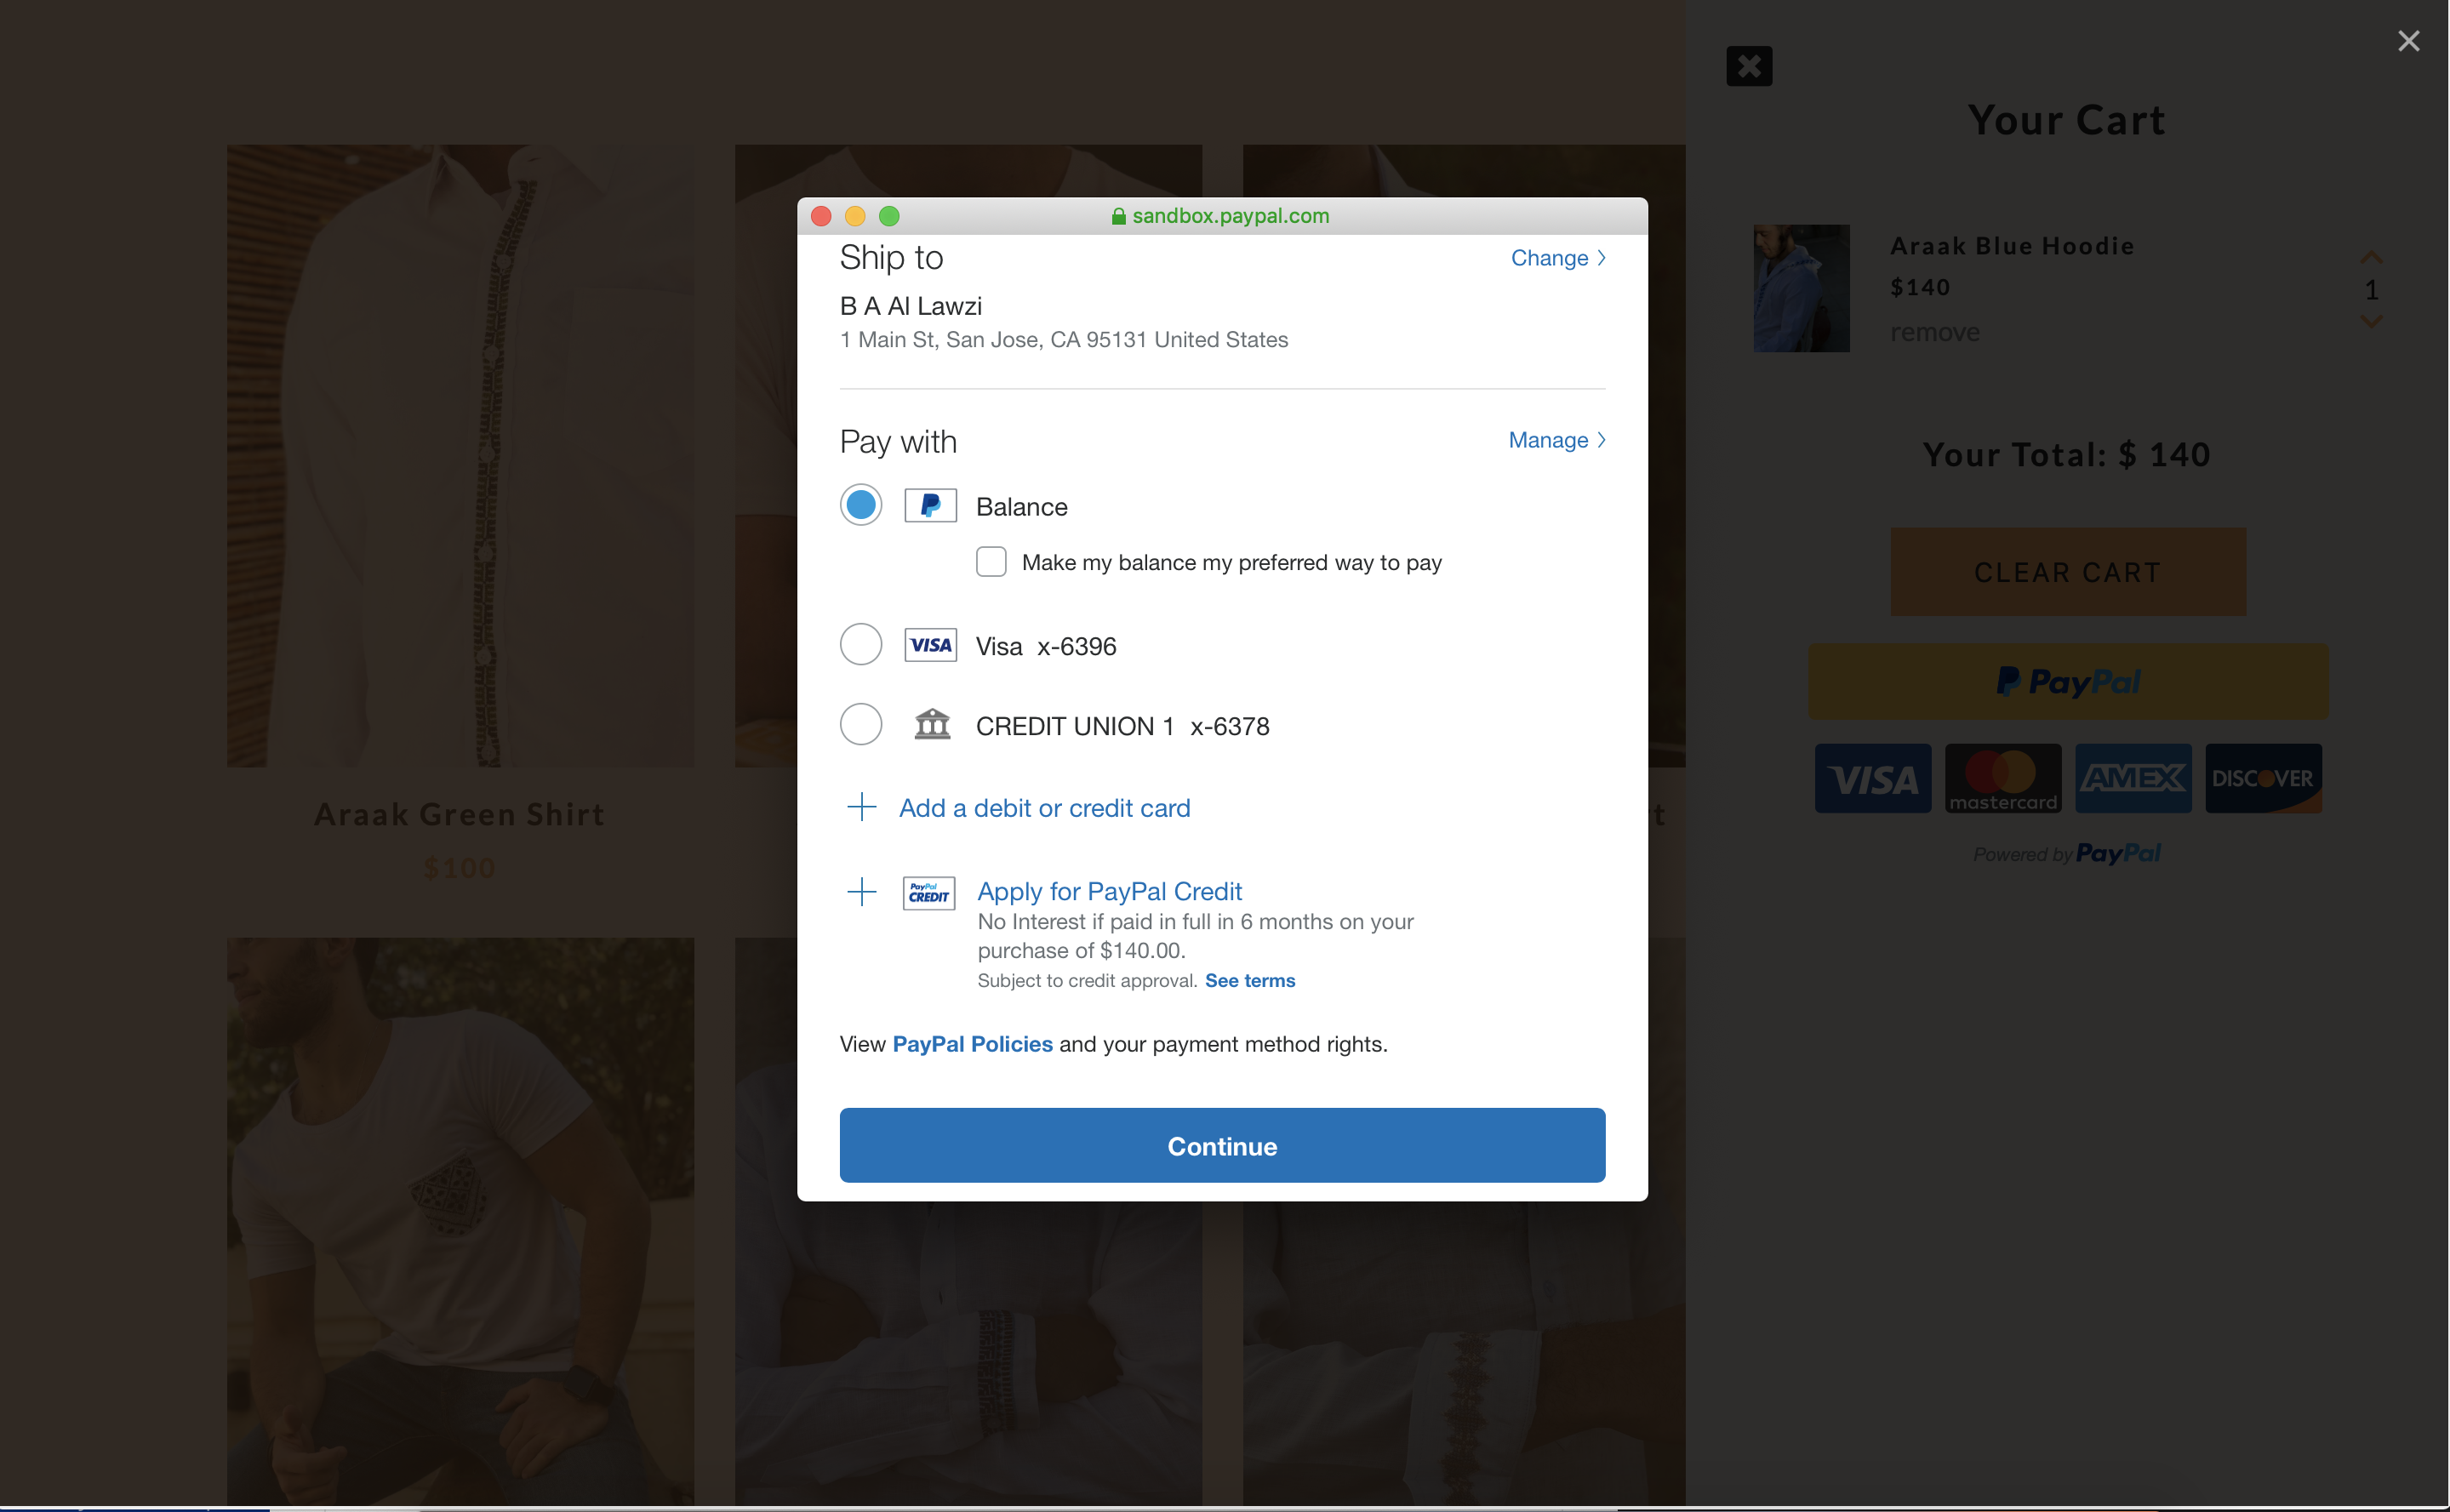 sandbox.paypal.com
Ship to
Change
B A Al Lawzi
1 Main St, San Jose, CA 95131 United States
Pay with
Manage
Balance
Make my balance my preferred way to pay
VISA
Visa x-6396
CREDIT UNION 1 x-6378
Add a debit or credit card
PayPal
CREDIT
Apply for PayPal Credit
No Interest if paid in full in 6 months on your
purchase of $140.00.
Subject to credit approval. See terms
View PayPal Policies and your payment method rights.
Continue
Araak Green Shirt
$100
t
Your Cart
Araak Blue Hoodie
$140
1
remove
Your Total: $ 140
CLEAR CART
PayPal
VISA
mastercard
AMEX
DISCOVER
Powered by PayPal